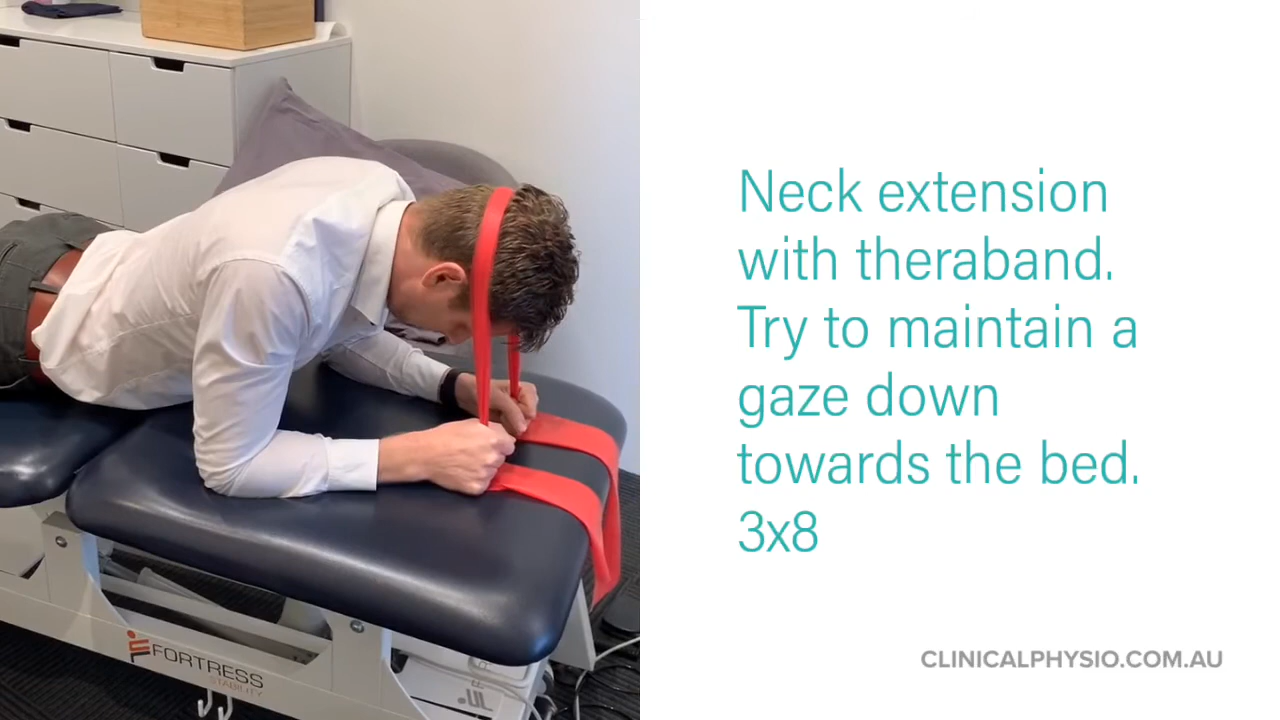 Neck extension
with theraband.
Try to maintain a
gaze down
towards the bed.
3x8
CLINICALPHYSIO.COM.AU
FORTRESS
STABILITY